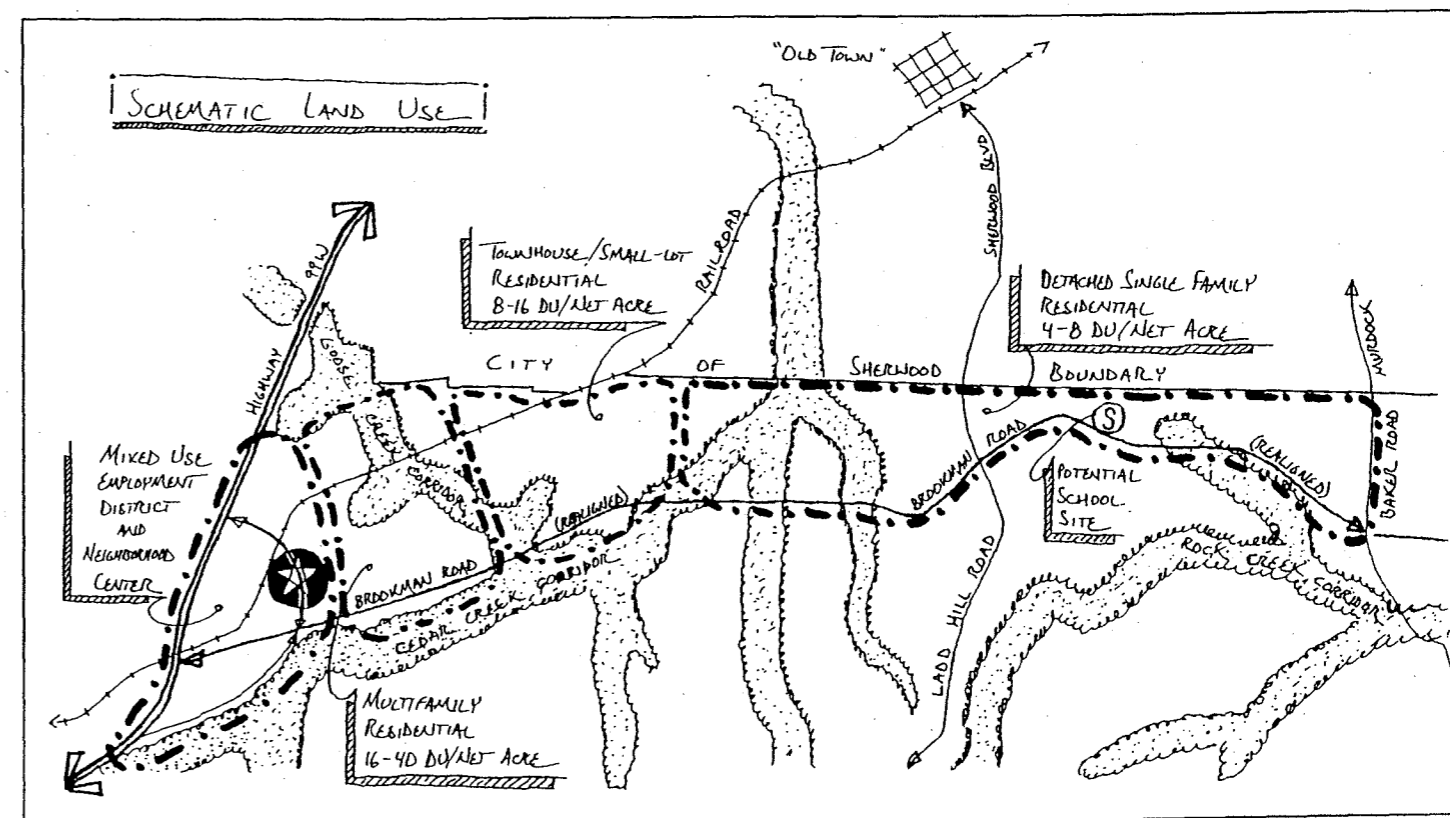 SCHEMATIC LAND USE
"OLD TOWN"
SHERWOOD BLVD
RAILROAD
HIGHWAY 99W
TOWNHOUSE/SMALL-LOT
RESIDENTIAL
8-16 DU/NET ACRE
DETACHED SINGLE FAMILY
RESIDENTIAL
4-8 DU/NET ACRE
MURDOCK
GOOSE
CREEK
CORRIDOR
CITY OF SHERWOOD BOUNDARY
MIXED USE
EMPLOYMENT
DISTRICT
AND
NEIGHBORHOOD
CENTER
BROOKMAN ROAD
(REALIGNED)
CEDAR CREEK CORRIDOR
BROOKMAN ROAD
S
(REALIGNED)
BAKER ROAD
POTENTIAL
SCHOOL
SITE
ROCK CREEK CORRIDOR
LADD HILL ROAD
MULTIFAMILY
RESIDENTIAL
16-40 DU/NET ACRE